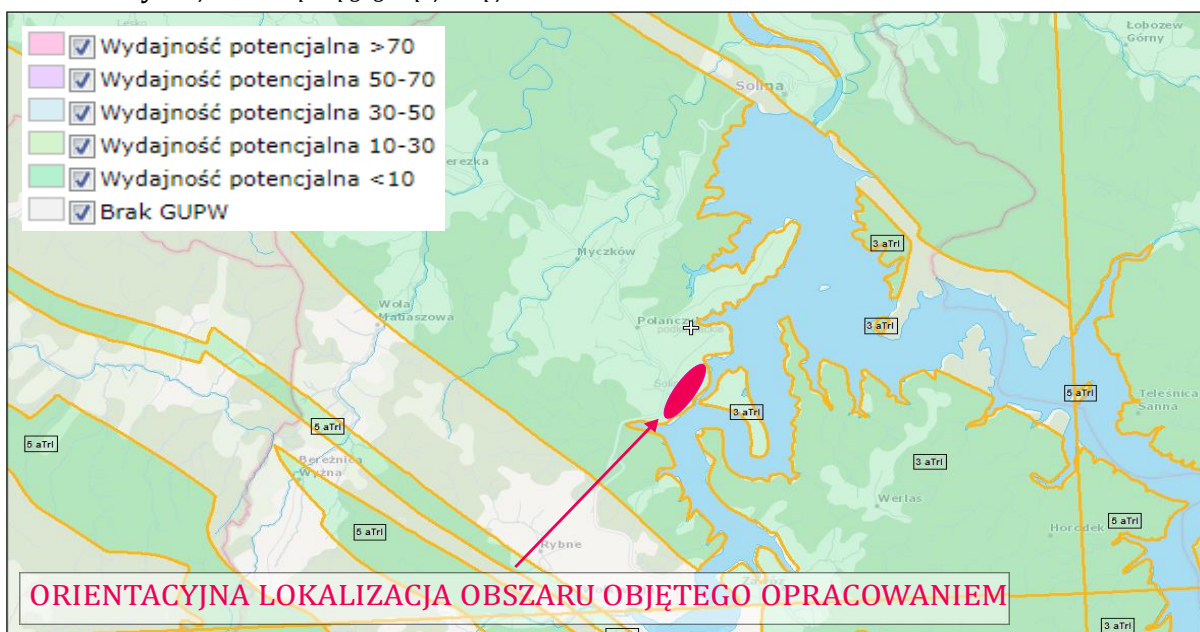 Wydajność potencjalna >70
Wydajność potencjalna 50-70
Wydajność potencjalna 30-50
Wydajność potencjalna 10-30
Wydajność potencjalna <10
Brak GUPW
Łobozew
Górny
Solina
Myczków
Wola
Matiaszowa
3 aTrI
3 aTrI
3 aTrI
5 aTrI
Teleśnica
Sanna
5 aTrI
5 aTrI
Bereźnica
Wyżna
3 aTrI
Werlas
5 aTrI
Horodek
5 aTrI
Rybne
Zawóz
ORIENTACYJNA LOKALIZACJA OBSZARU OBJĘTEGO OPRACOWANIEM
3 aTrI